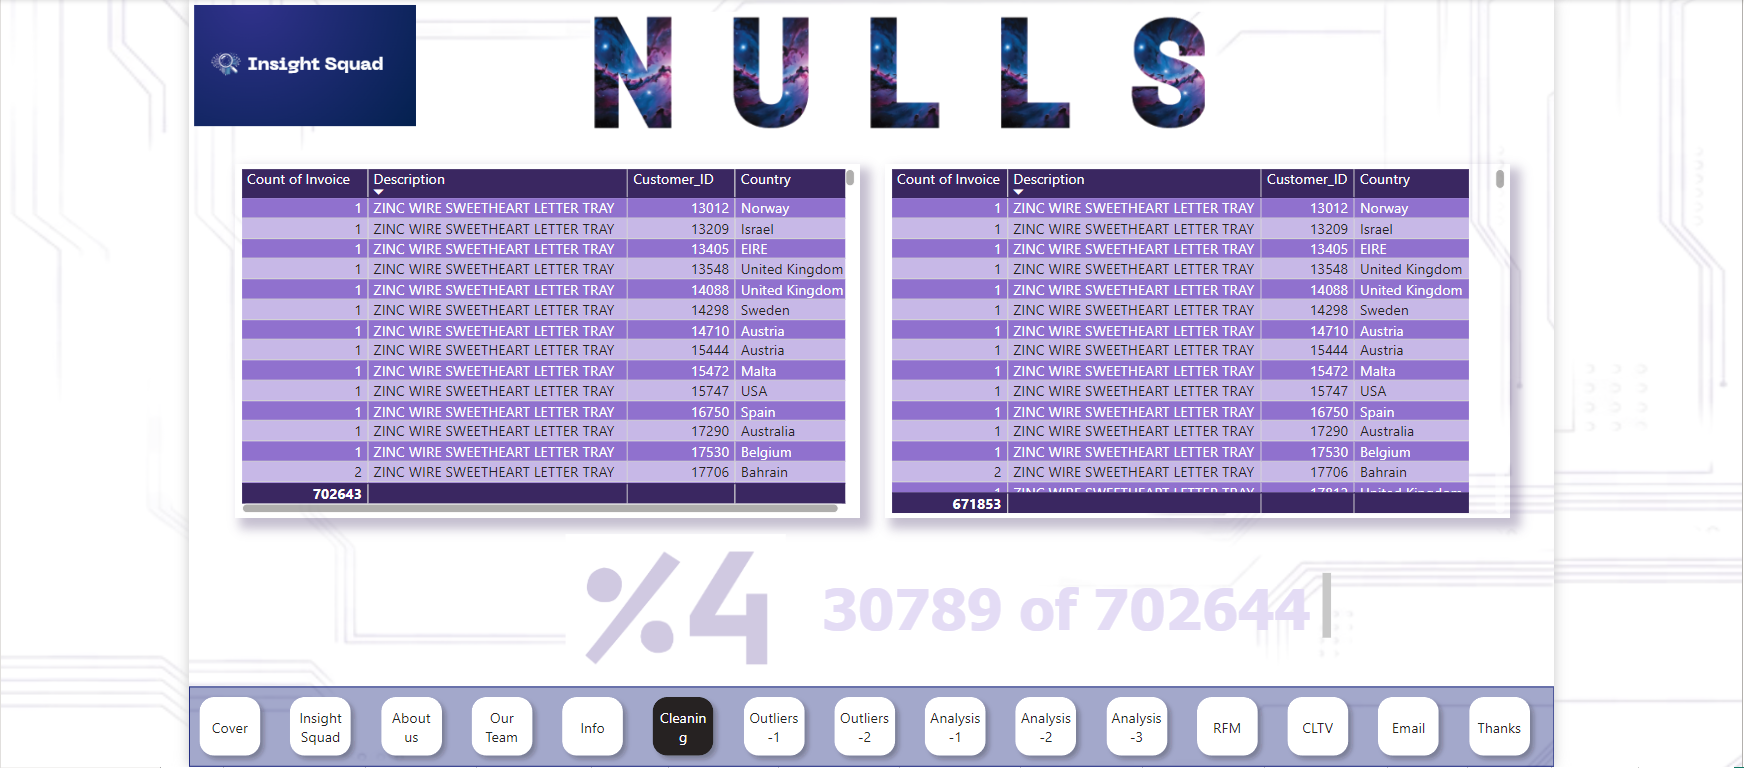 Insight Squad
NULLS
Count of Invoice Description Customer_ID Country
1 ZINC WIRE SWEETHEART LETTER TRAY 13012 Norway
1 ZINC WIRE SWEETHEART LETTER TRAY 13209 Israel
1 ZINC WIRE SWEETHEART LETTER TRAY 13405 EIRE
1 ZINC WIRE SWEETHEART LETTER TRAY 13548 United Kingdom
1 ZINC WIRE SWEETHEART LETTER TRAY 14088 United Kingdom
1 ZINC WIRE SWEETHEART LETTER TRAY 14298 Sweden
1 ZINC WIRE SWEETHEART LETTER TRAY 14710 Austria
1 ZINC WIRE SWEETHEART LETTER TRAY 15444 Austria
1 ZINC WIRE SWEETHEART LETTER TRAY 15472 Malta
1 ZINC WIRE SWEETHEART LETTER TRAY 15747 USA
1 ZINC WIRE SWEETHEART LETTER TRAY 16750 Spain
1 ZINC WIRE SWEETHEART LETTER TRAY 17290 Australia
1 ZINC WIRE SWEETHEART LETTER TRAY 17530 Belgium
2 ZINC WIRE SWEETHEART LETTER TRAY 17706 Bahrain
702643
Count of Invoice Description Customer_ID Country
1 ZINC WIRE SWEETHEART LETTER TRAY 13012 Norway
1 ZINC WIRE SWEETHEART LETTER TRAY 13209 Israel
1 ZINC WIRE SWEETHEART LETTER TRAY 13405 EIRE
1 ZINC WIRE SWEETHEART LETTER TRAY 13548 United Kingdom
1 ZINC WIRE SWEETHEART LETTER TRAY 14088 United Kingdom
1 ZINC WIRE SWEETHEART LETTER TRAY 14298 Sweden
1 ZINC WIRE SWEETHEART LETTER TRAY 14710 Austria
1 ZINC WIRE SWEETHEART LETTER TRAY 15444 Austria
1 ZINC WIRE SWEETHEART LETTER TRAY 15472 Malta
1 ZINC WIRE SWEETHEART LETTER TRAY 15747 USA
1 ZINC WIRE SWEETHEART LETTER TRAY 16750 Spain
1 ZINC WIRE SWEETHEART LETTER TRAY 17290 Australia
1 ZINC WIRE SWEETHEART LETTER TRAY 17530 Belgium
2 ZINC WIRE SWEETHEART LETTER TRAY 17706 Bahrain
671853
%4
30789 of 702644
Cover
Insight
Squad
About
us
Our
Team
Info
Cleanin
g
Outliers
-1
Outliers
-2
Analysis
-1
Analysis
-2
Analysis
-3
RFM
CLTV
Email
Thanks